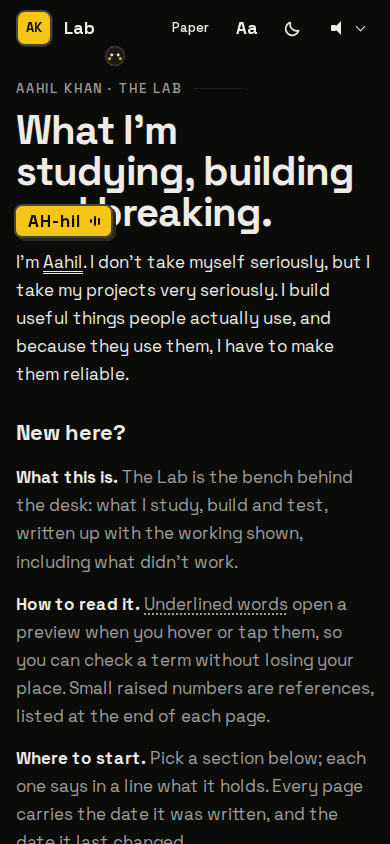 AK Lab Paper Aa
AAHIL KHAN · THE LAB
What I'm
studying, building
breaking.
AH-hil
I'm Aahil. I don't take myself seriously, but I
take my projects very seriously. I build
useful things people actually use, and
because they use them, I have to make
them reliable.
New here?
What this is. The Lab is the bench behind
the desk: what I study, build and test,
written up with the working shown,
including what didn't work.
How to read it. Underlined words open a
preview when you hover or tap them, so
you can check a term without losing your
place. Small raised numbers are references,
listed at the end of each page.
Where to start. Pick a section below; each
one says in a line what it holds. Every page
carries the date it was written, and the
date it last changed.